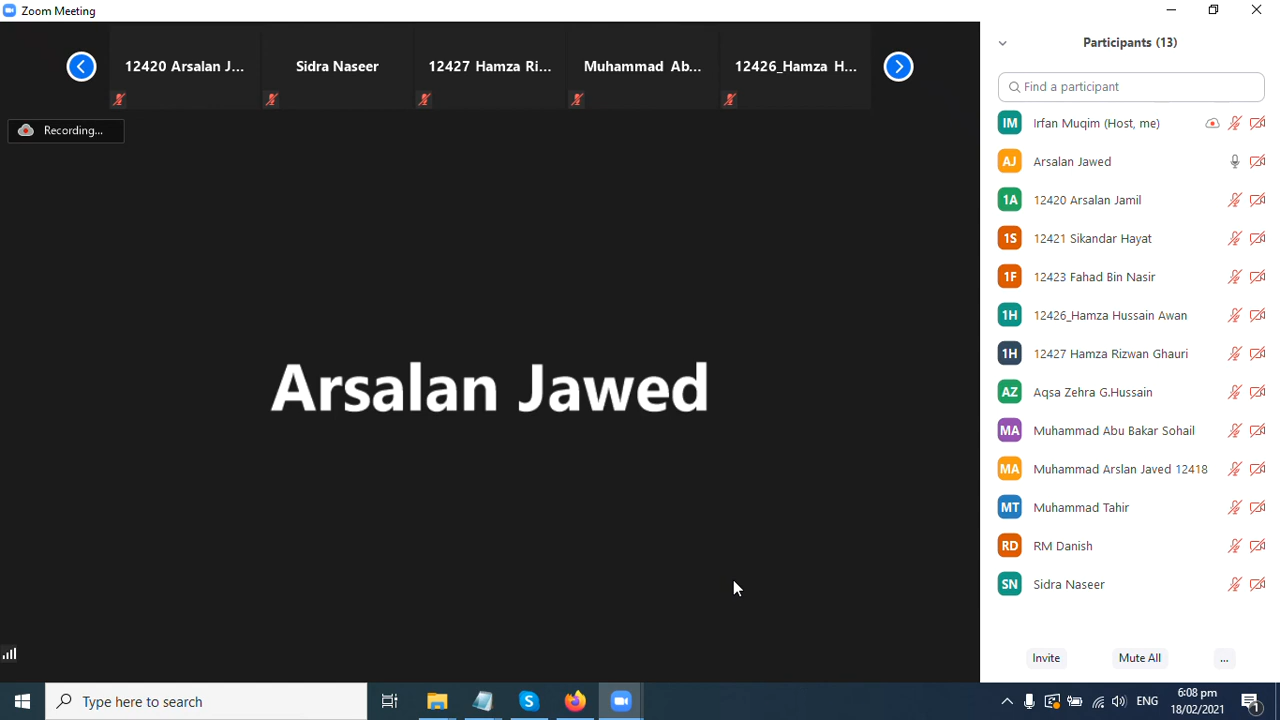 Zoom Meeting
12420 Arsalan J...
Sidra Naseer
12427 Hamza Ri...
Muhammad Ab...
12426_Hamza H...
Recording...
Arsalan Jawed
Participants (13)
Find a participant
IM Irfan Muqim (Host, me)
AJ Arsalan Jawed
1A 12420 Arsalan Jamil
1S 12421 Sikandar Hayat
1F 12423 Fahad Bin Nasir
1H 12426_Hamza Hussain Awan
1H 12427 Hamza Rizwan Ghauri
AZ Aqsa Zehra G.Hussain
MA Muhammad Abu Bakar Sohail
MA Muhammad Arslan Javed 12418
MT Muhammad Tahir
RD RM Danish
SN Sidra Naseer
Invite Mute All ...
Type here to search
ENG
6:08 pm
18/02/2021
1